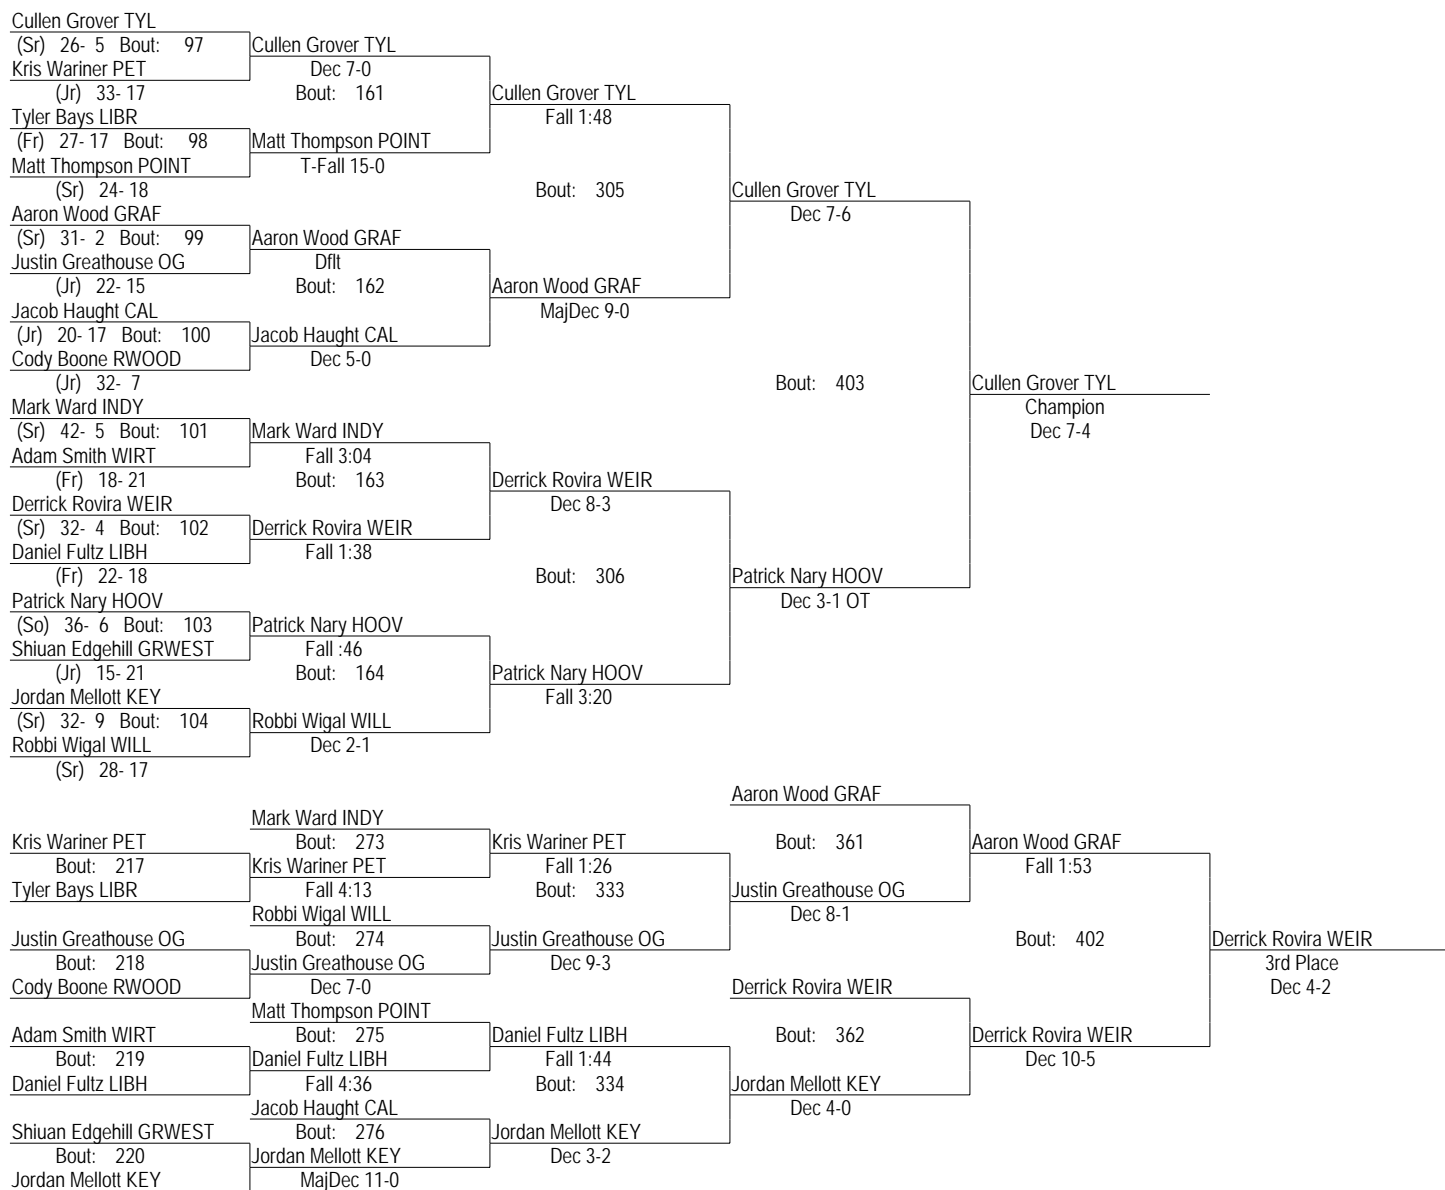 Cullen Grover TYL
(Sr) 26- 5 Bout: 97 Cullen Grover TYL
Kris Wariner PET Dec 7-0
(Jr) 33- 17 Bout: 161 Cullen Grover TYL
Tyler Bays LIBR Fall 1:48
(Fr) 27- 17 Bout: 98 Matt Thompson POINT
Matt Thompson POINT T-Fall 15-0
(Sr) 24- 18 Bout: 305 Cullen Grover TYL
Aaron Wood GRAF Dec 7-6
(Sr) 31- 2 Bout: 99 Aaron Wood GRAF
Justin Greathouse OG Dflt
(Jr) 22- 15 Bout: 162 Aaron Wood GRAF
Jacob Haught CAL MajDec 9-0
(Jr) 20- 17 Bout: 100 Jacob Haught CAL
Cody Boone RWOOD Dec 5-0
(Jr) 32- 7 Bout: 403 Cullen Grover TYL
Mark Ward INDY Champion
(Sr) 42- 5 Bout: 101 Mark Ward INDY Dec 7-4
Adam Smith WIRT Fall 3:04
(Fr) 18- 21 Bout: 163 Derrick Rovira WEIR
Derrick Rovira WEIR Dec 8-3
(Sr) 32- 4 Bout: 102 Derrick Rovira WEIR
Daniel Fultz LIBH Fall 1:38
(Fr) 22- 18 Bout: 306 Patrick Nary HOOV
Patrick Nary HOOV Dec 3-1 OT
(So) 36- 6 Bout: 103 Patrick Nary HOOV
Shiuan Edgehill GRWEST Fall :46
(Jr) 15- 21 Bout: 164 Patrick Nary HOOV
Jordan Mellott KEY Fall 3:20
(Sr) 32- 9 Bout: 104 Robbi Wigal WILL
Robbi Wigal WILL Dec 2-1
(Sr) 28- 17
Aaron Wood GRAF
Mark Ward INDY
Kris Wariner PET Bout: 273 Kris Wariner PET Bout: 361 Aaron Wood GRAF
Bout: 217 Kris Wariner PET Fall 1:26 Fall 1:53
Tyler Bays LIBR Fall 4:13 Bout: 333 Justin Greathouse OG
Robbi Wigal WILL Dec 8-1
Justin Greathouse OG Bout: 274 Justin Greathouse OG Bout: 402 Derrick Rovira WEIR
Bout: 218 Justin Greathouse OG Dec 9-3 3rd Place
Cody Boone RWOOD Dec 7-0 Derrick Rovira WEIR Dec 4-2
Matt Thompson POINT
Adam Smith WIRT Bout: 275 Daniel Fultz LIBH Bout: 362 Derrick Rovira WEIR
Bout: 219 Daniel Fultz LIBH Fall 1:44 Dec 10-5
Daniel Fultz LIBH Fall 4:36 Bout: 334 Jordan Mellott KEY
Jacob Haught CAL Dec 4-0
Shiuan Edgehill GRWEST Bout: 276 Jordan Mellott KEY
Bout: 220 Jordan Mellott KEY Dec 3-2
Jordan Mellott KEY MajDec 11-0